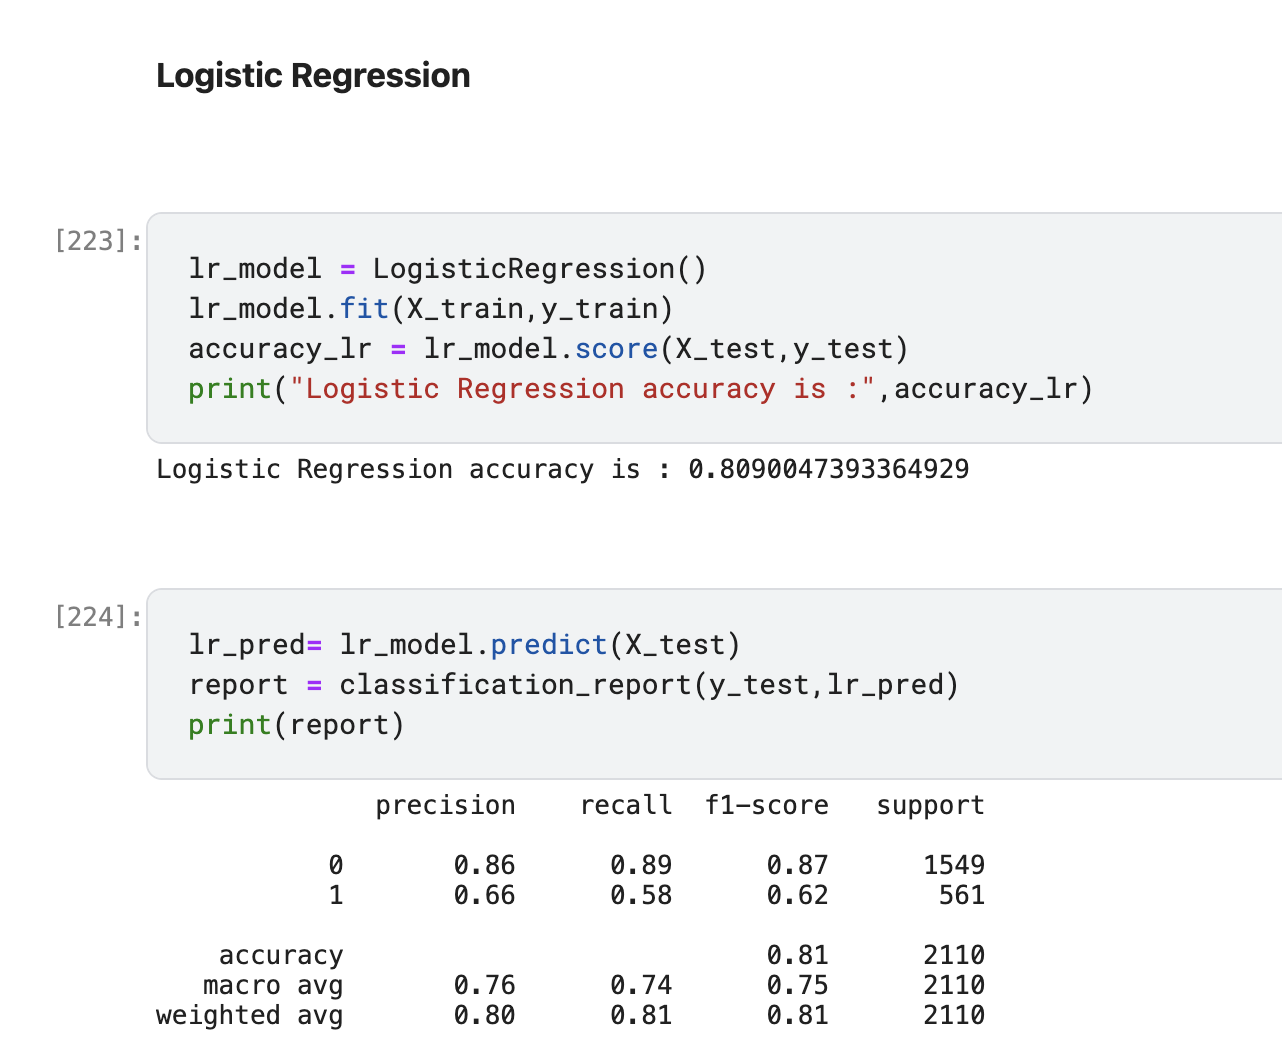 Logistic Regression
[223]:
lr_model = LogisticRegression()
lr_model.fit(X_train,y_train)
accuracy_lr = lr_model.score(X_test,y_test)
print("Logistic Regression accuracy is :",accuracy_lr)
Logistic Regression accuracy is : 0.8090047393364929
[224]:
lr_pred= lr_model.predict(X_test)
report = classification_report(y_test,lr_pred)
print(report)
precision recall f1-score support
0 0.86 0.89 0.87 1549
1 0.66 0.58 0.62 561
accuracy 0.81 2110
macro avg 0.76 0.74 0.75 2110
weighted avg 0.80 0.81 0.81 2110